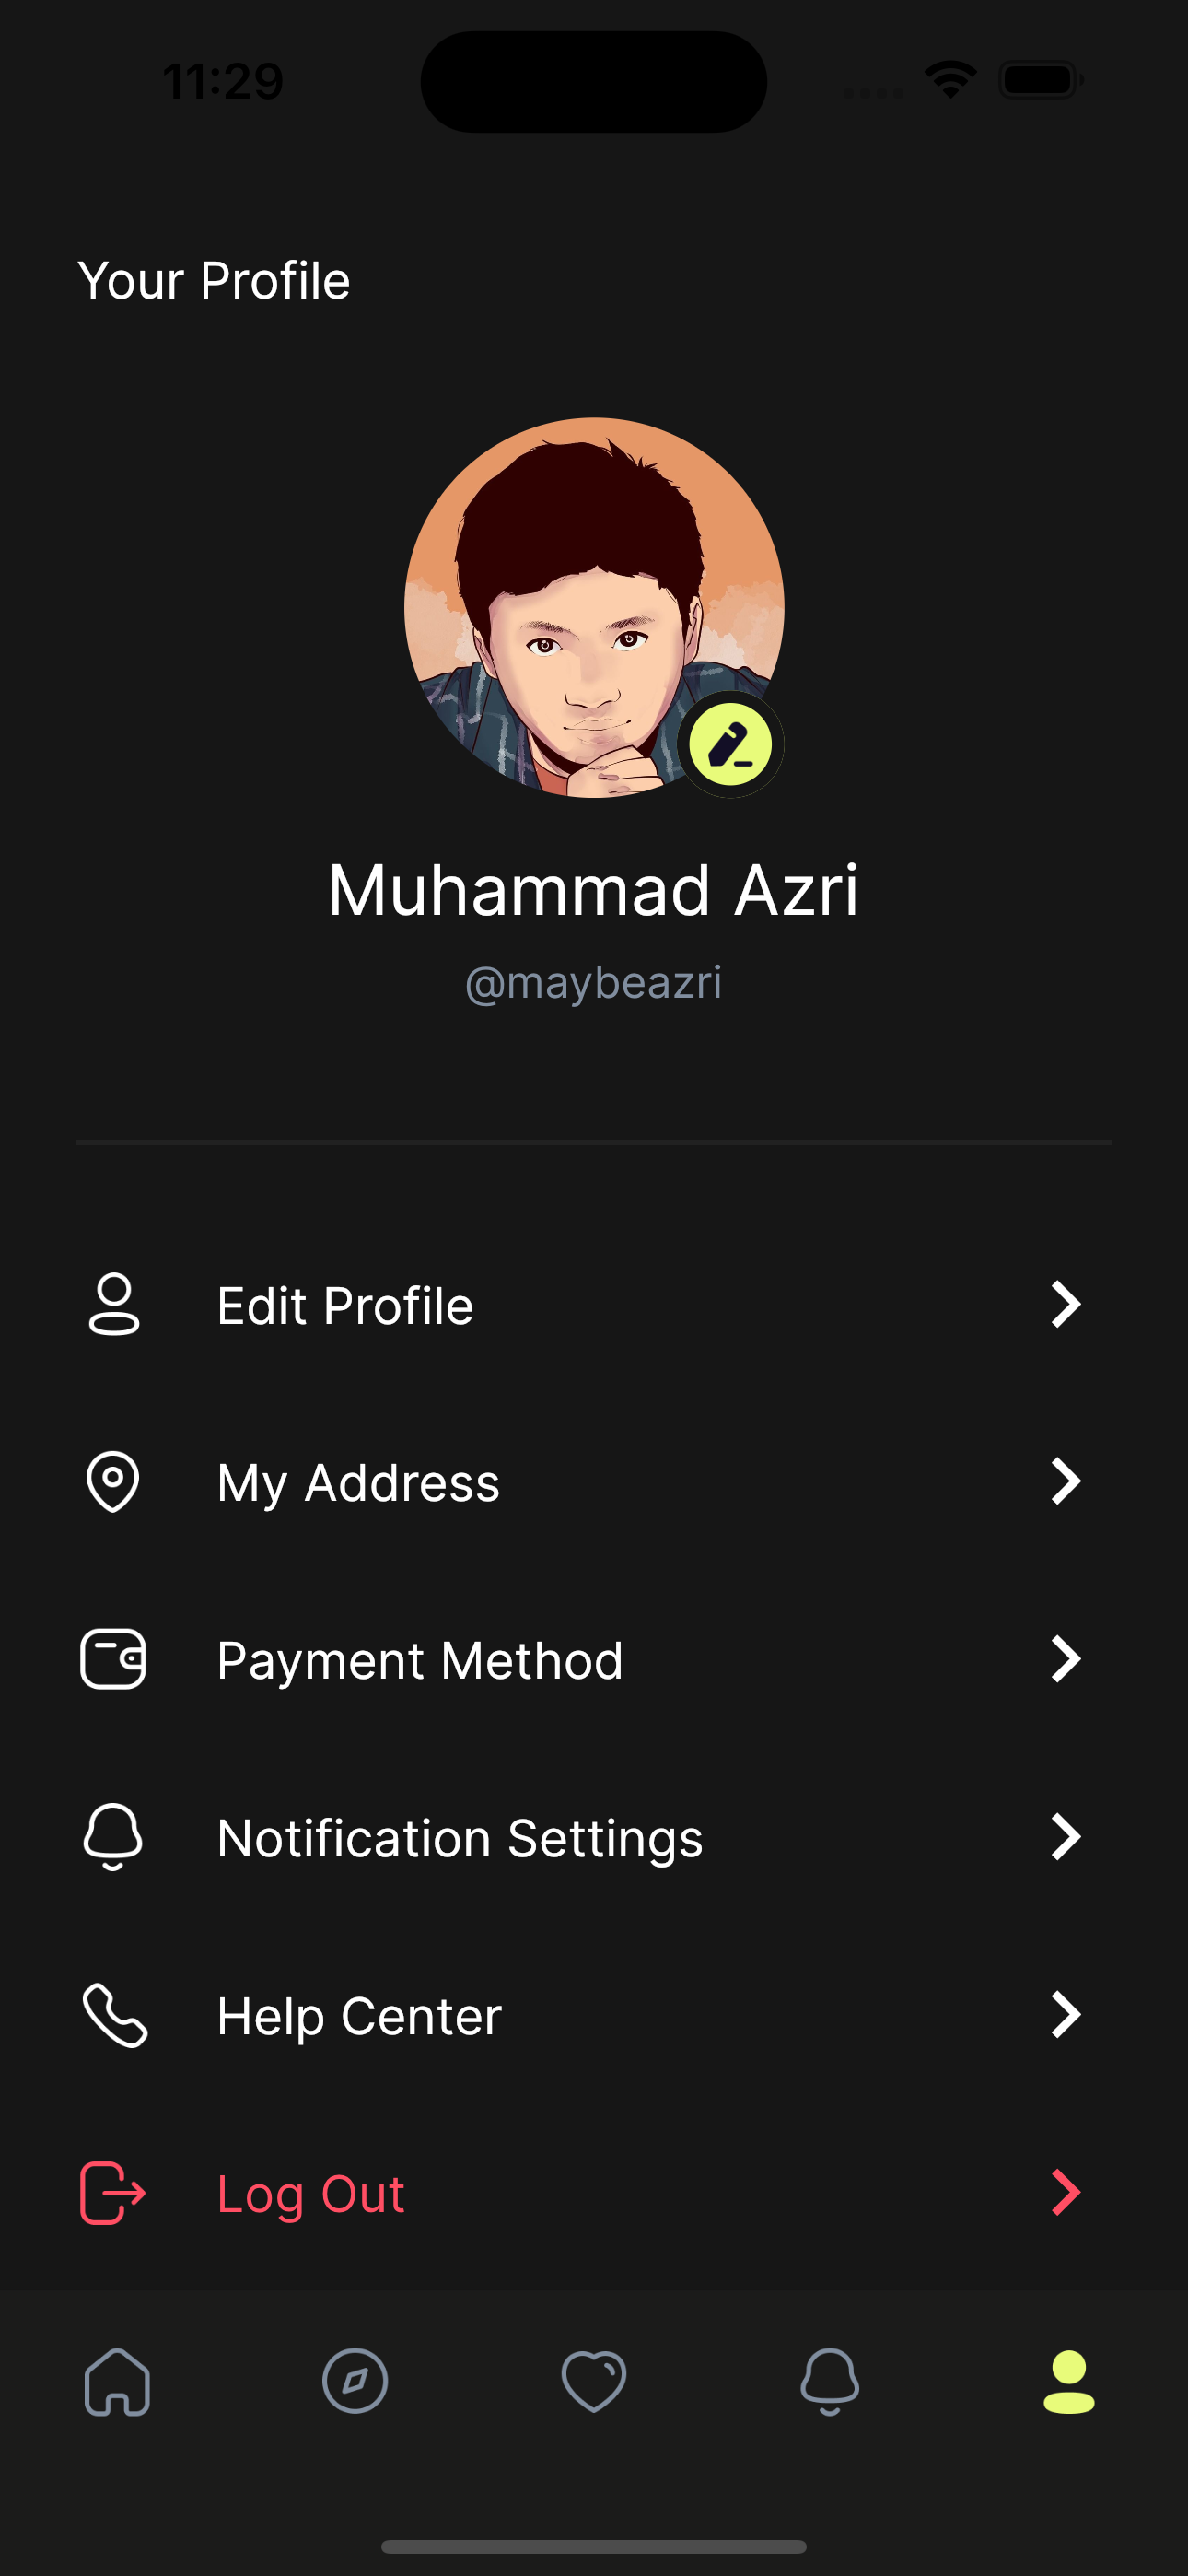 11:29
Your Profile
Muhammad Azri
@maybeazri
Edit Profile
My Address
Payment Method
Notification Settings
Help Center
Log Out